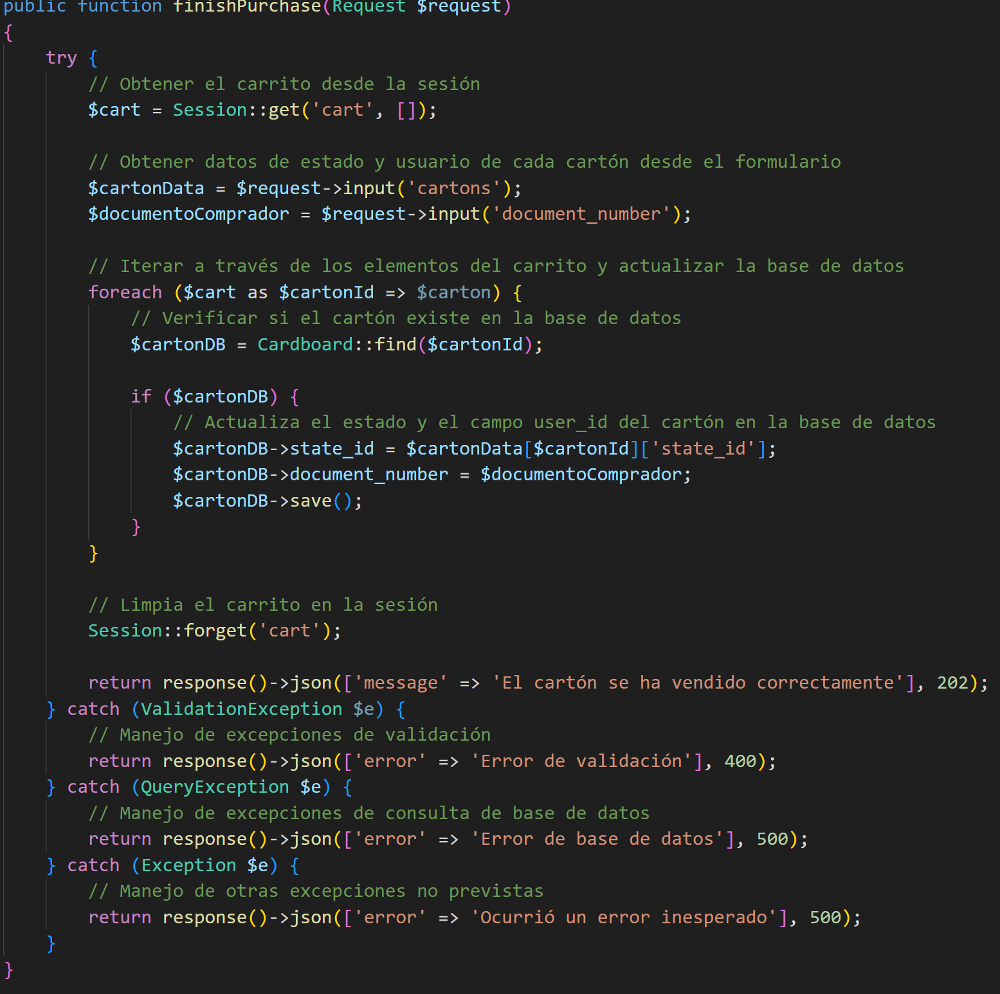 public function finishPurchase(Request $request)
{
    try {
        // Obtener el carrito desde la sesión
        $cart = Session::get('cart', []);

        // Obtener datos de estado y usuario de cada cartón desde el formulario
        $cartonData = $request->input('cartons');
        $documentoComprador = $request->input('document_number');

        // Iterar a través de los elementos del carrito y actualizar la base de datos
        foreach ($cart as $cartonId => $carton) {
            // Verificar si el cartón existe en la base de datos
            $cartonDB = Cardboard::find($cartonId);

            if ($cartonDB) {
                // Actualiza el estado y el campo user_id del cartón en la base de datos
                $cartonDB->state_id = $cartonData[$cartonId]['state_id'];
                $cartonDB->document_number = $documentoComprador;
                $cartonDB->save();
            }
        }

        // Limpia el carrito en la sesión
        Session::forget('cart');

        return response()->json(['message' => 'El cartón se ha vendido correctamente'], 202);
    } catch (ValidationException $e) {
        // Manejo de excepciones de validación
        return response()->json(['error' => 'Error de validación'], 400);
    } catch (QueryException $e) {
        // Manejo de excepciones de consulta de base de datos
        return response()->json(['error' => 'Error de base de datos'], 500);
    } catch (Exception $e) {
        // Manejo de otras excepciones no previstas
        return response()->json(['error' => 'Ocurrió un error inesperado'], 500);
    }
}